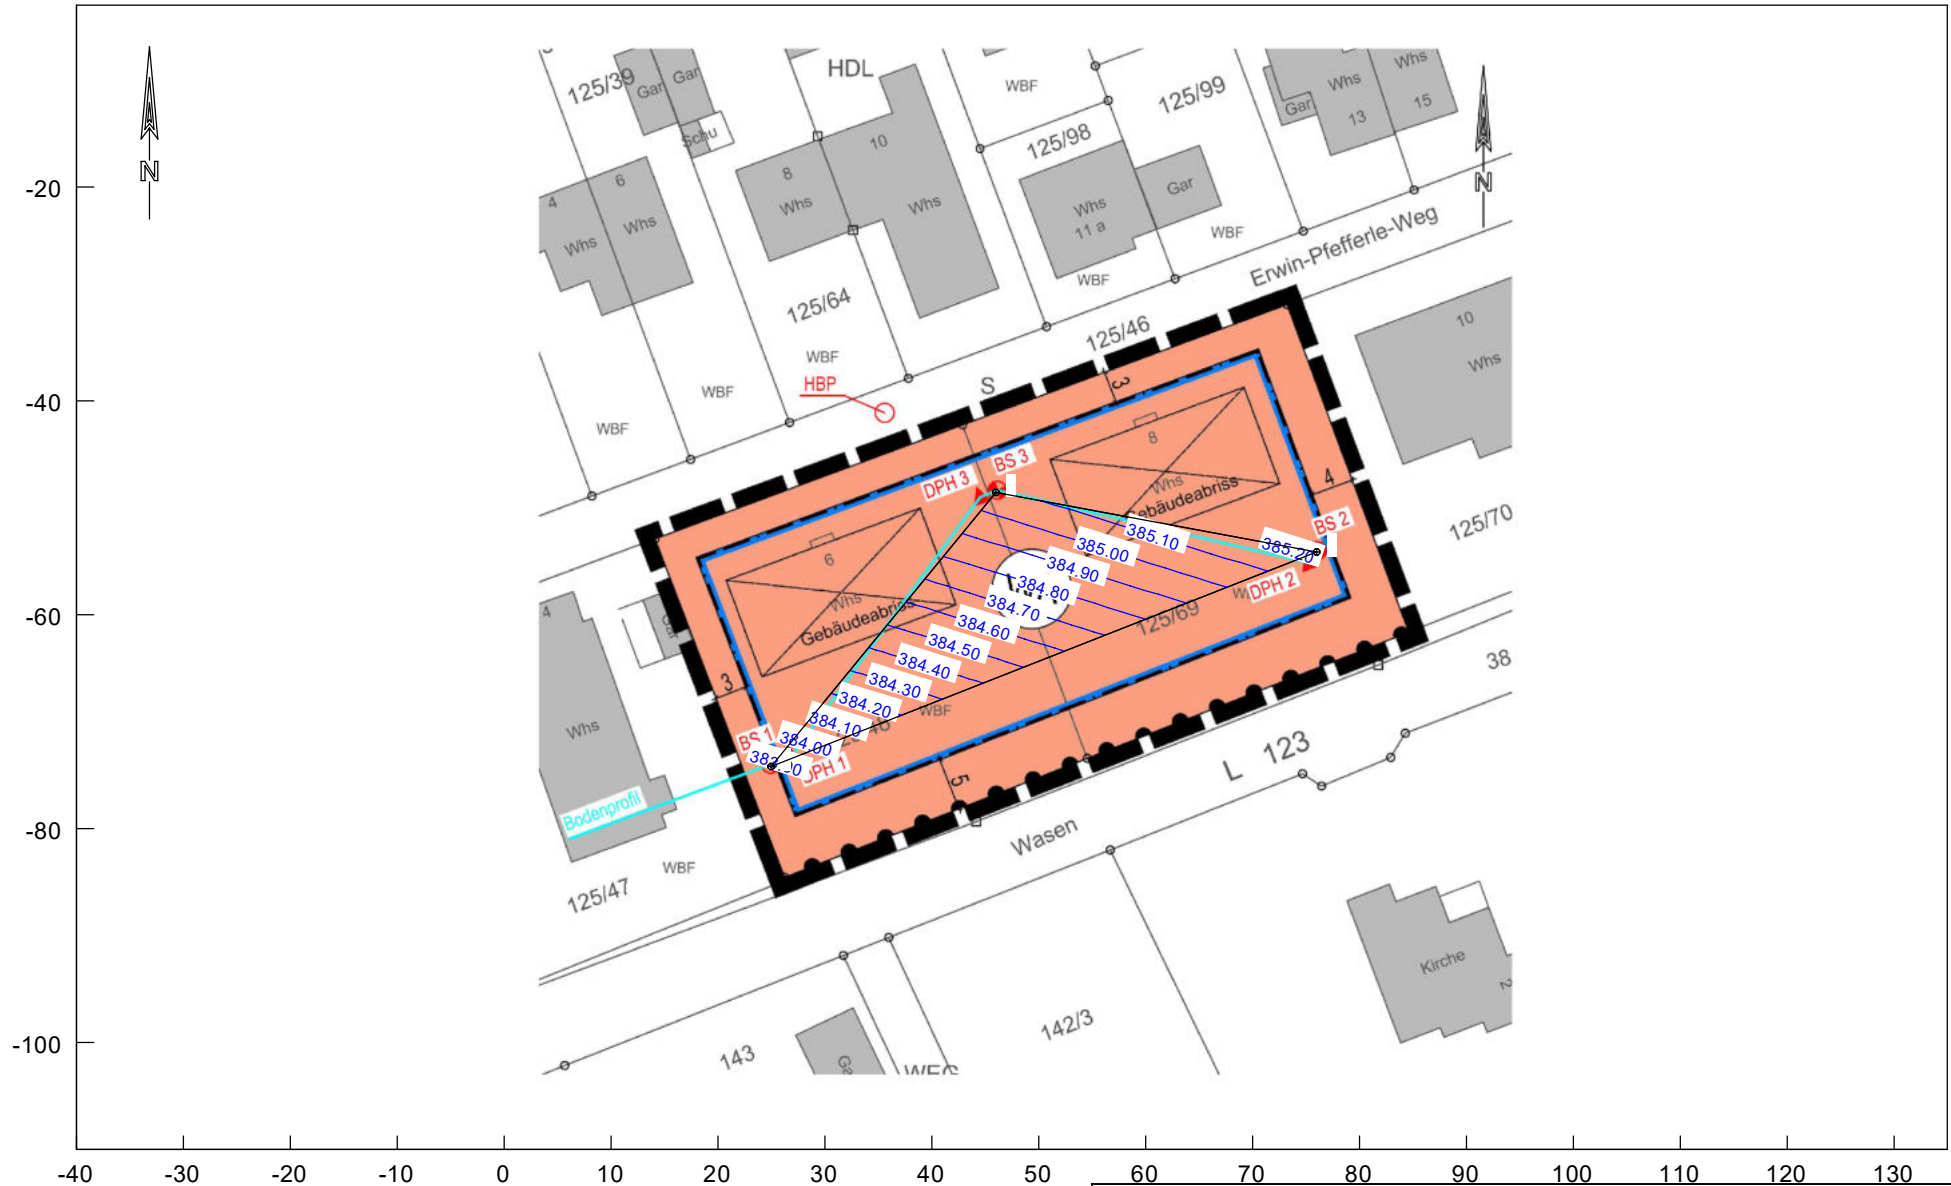 125/39
Gar
Gar
Schu
HDL
WBF
125/99
Gar
Whs
13
Whs
15
125/98
10
8
Whs
Whs
6
4
Whs
Whs
Whs
11 a
Gar
WBF
WBF
N
N
-20
Erwin-Pfefferle-Weg
125/64
125/46
WBF
WBF
WBF
HBP
S
3
10
Whs
-40
8
Whs
Gebäudeabriss
BS 3
DPH 3
4
BS 2
DPH 2
125/70
6
Whs
Gebäudeabriss
385.20
385.10
385.00
384.90
384.80
384.70
384.60
384.50
384.40
384.30
384.20
384.10
384.00
125/69
-60
4
Whs
3
WBF
BS 1
DPH 1
5
38
L 123
Bodenprofil
-80
Wasen
WBF
125/47
Kirche
2
142/3
143
WEG
-100
-40 -30 -20 -10 0 10 20 30 40 50 60 70 80 90 100 110 120 130